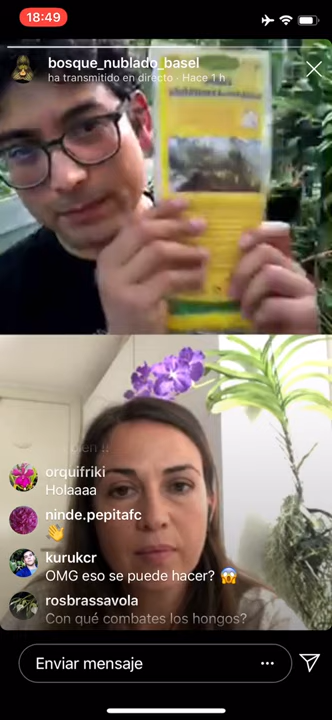 18:49
bosque_nublado_basel
ha transmitido en directo · Hace 1 h
orquifriki
Holaaaa
ninde.pepitafc
👋
kurukcr
OMG eso se puede hacer? 😱
rosbrassavola
Con qué combates los hongos?
Enviar mensaje